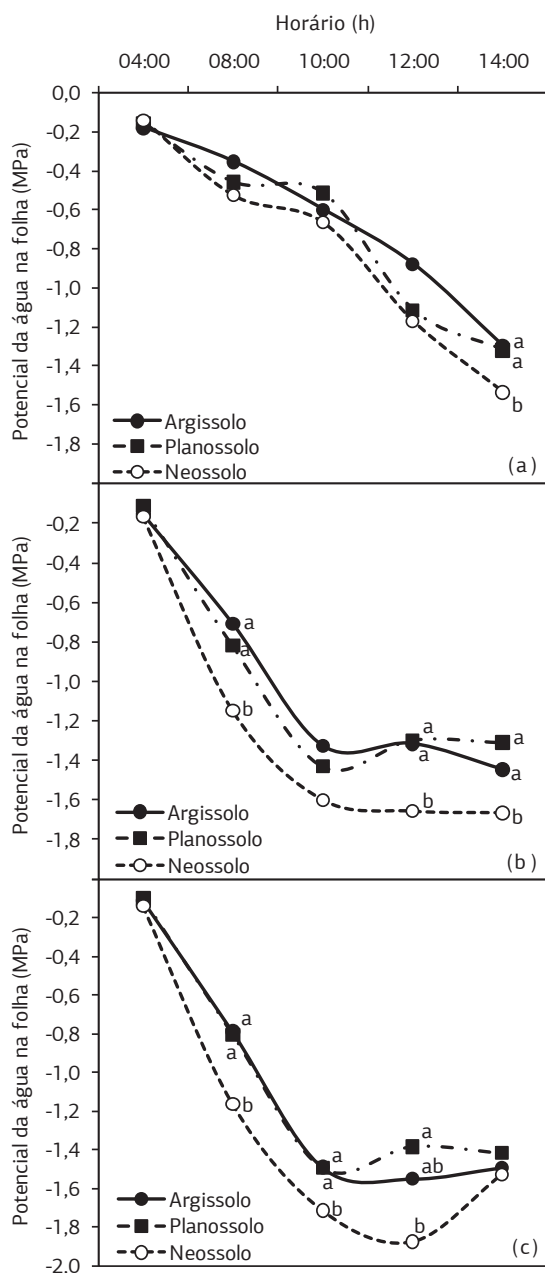 Horário (h)
04:00 08:00 10:00 12:00 14:00
Potencial da água na folha (MPa)
0,0
-0,2
-0,4
-0,6
-0,8
-1,0
-1,2
-1,4
-1,6
-1,8
a
a
b
Argissolo
Planossolo
Neossolo
(a)
Potencial da água na folha (MPa)
-0,2
-0,6
-0,8
-1,0
-1,2
-1,4
-1,6
-1,8
a
a
b
a
a
b
a
a
b
Argissolo
Planossolo
Neossolo
(b)
Potencial da água na folha (MPa)
-0,2
-0,4
-0,6
-0,8
-1,0
-1,2
-1,4
-1,6
-1,8
-2,0
a
a
b
a
a
b
a
ab
b
Argissolo
Planossolo
Neossolo
(c)